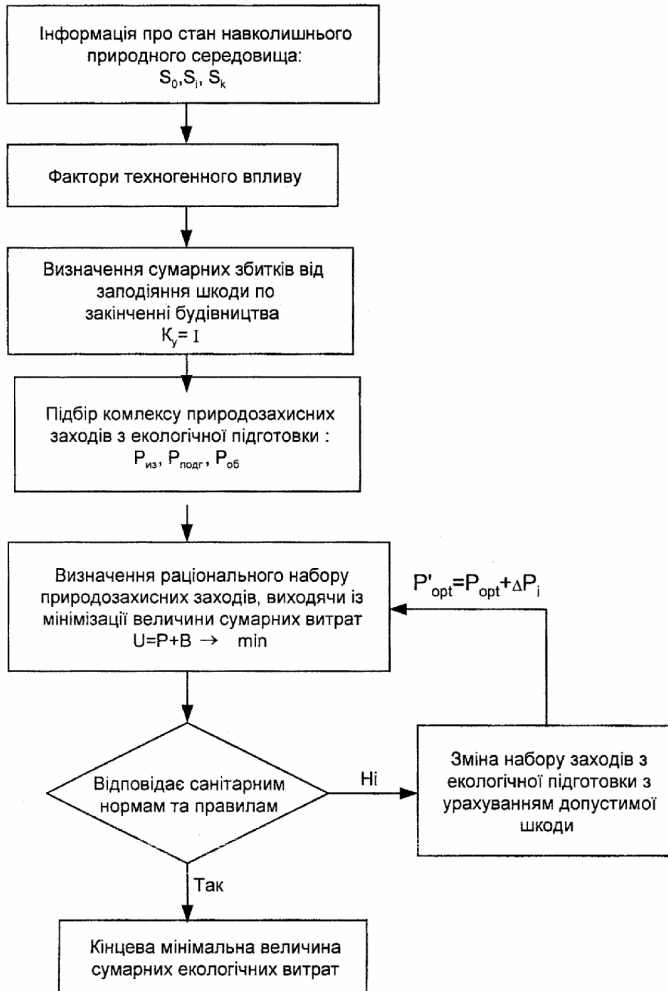 Інформація про стан навколишнього
природного середовища:
S₀,Sᵢ, Sₖ
Фактори техногенного впливу
Визначення сумарних збитків від
заподіяння шкоди по
закінченні будівництва
Kᵧ= I
Підбір комлексу природозахисних
заходів з екологічної підготовки :
Pиз, Pподг, Pоб
Визначення раціонального набору
природозахисних заходів, виходячи із
мінімізації величини сумарних витрат
U=P+B → min
P'opt=Popt+ΔPᵢ
Відповідає санітарним
нормам та правилам
Ні
Зміна набору заходів з
екологічної підготовки з
урахуванням допустимої
шкоди
Так
Кінцева мінімальна величина
сумарних екологічних витрат